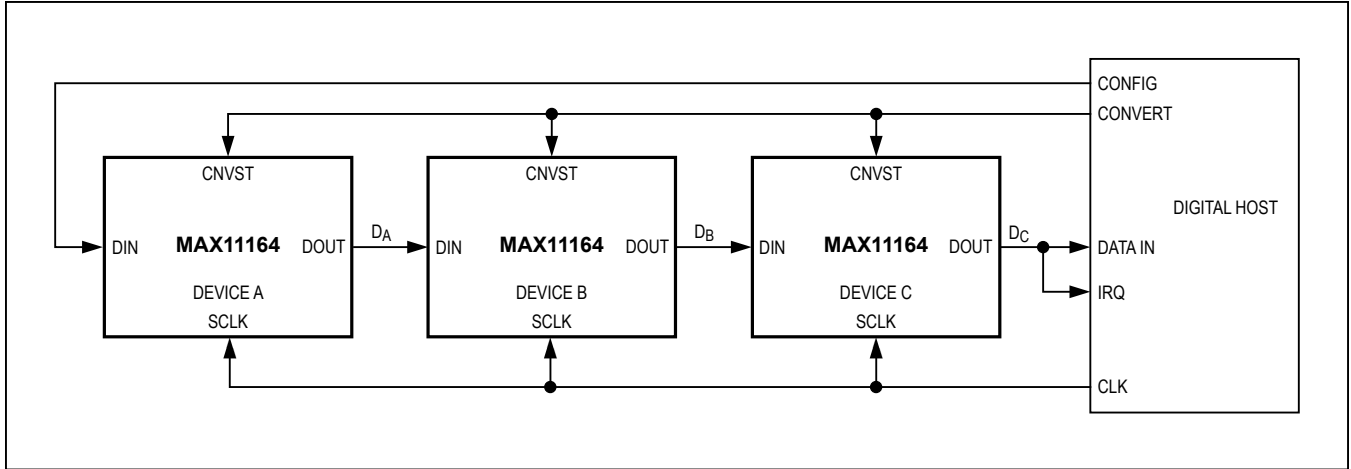 CONFIG
CONVERT
CNVST
CNVST
CNVST
DIGITAL HOST
DIN
MAX11164
DOUT
DA
DIN
MAX11164
DOUT
DB
DIN
MAX11164
DOUT
DC
DATA IN
DEVICE A
DEVICE B
DEVICE C
IRQ
SCLK
SCLK
SCLK
CLK